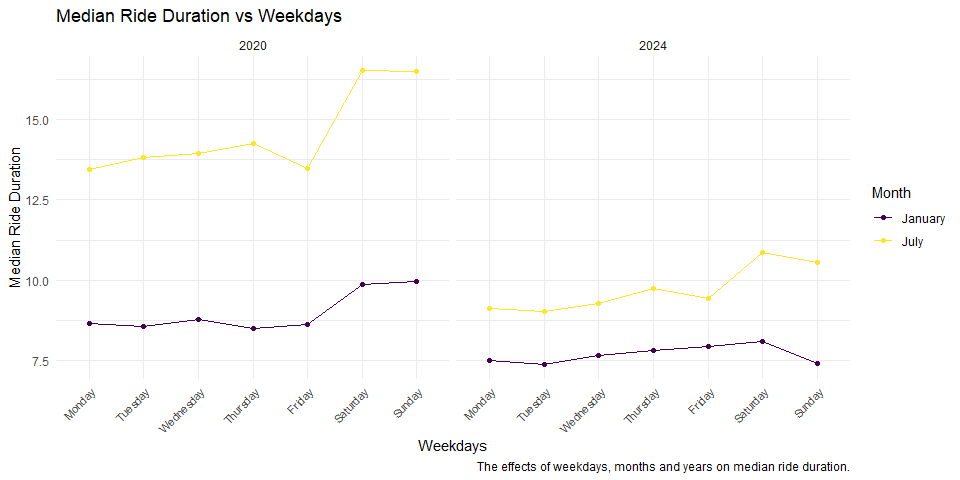 Median Ride Duration vs Weekdays
2020
2024
Median Ride Duration
15.0
12.5
10.0
7.5
Monday
Tuesday
Wednesday
Thursday
Friday
Saturday
Sunday
Monday
Tuesday
Wednesday
Thursday
Friday
Saturday
Sunday
Weekdays
Month
January
July
The effects of weekdays, months and years on median ride duration.